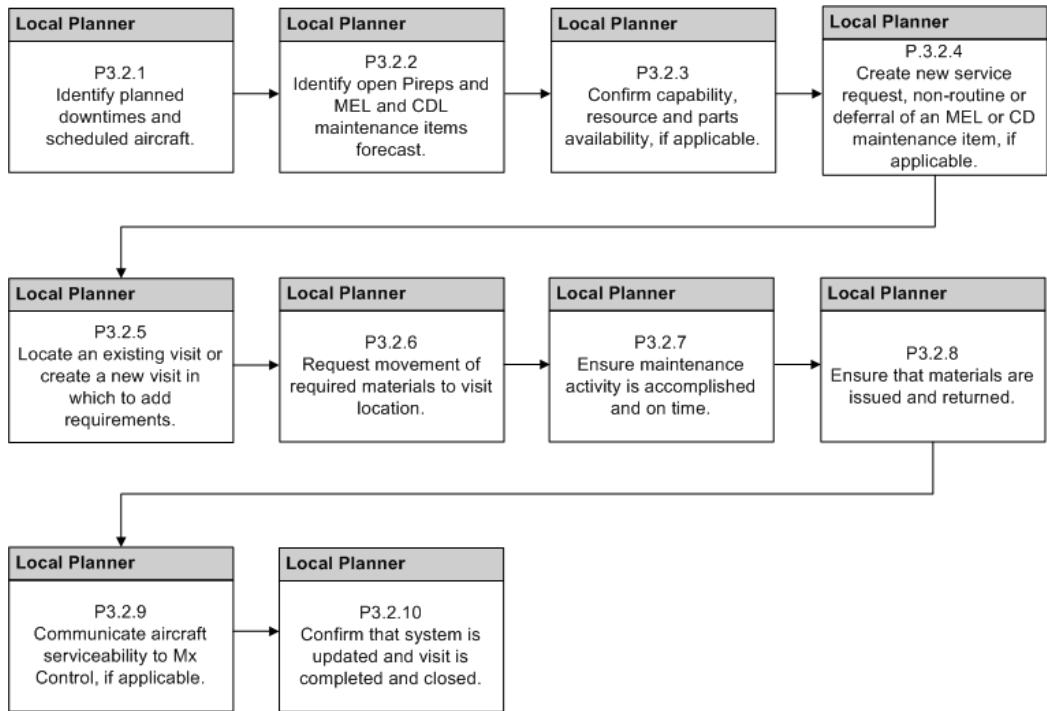 Local Planner
P3.2.1
Identify planned
downtimes and
scheduled aircraft.
Local Planner
P3.2.2
Identify open Pireps and
MEL and CDL
maintenance items
forecast.
Local Planner
P3.2.3
Confirm capability,
resource and parts
availability, if applicable.
Local Planner
P.3.2.4
Create new service
request, non-routine or
deferral of an MEL or CD
maintenance item, if
applicable.
Local Planner
P3.2.5
Locate an existing visit or
create a new visit in
which to add
requirements.
Local Planner
P3.2.6
Request movement of
required materials to visit
location.
Local Planner
P3.2.7
Ensure maintenance
activity is accomplished
and on time.
Local Planner
P3.2.8
Ensure that materials are
issued and returned.
Local Planner
P3.2.9
Communicate aircraft
serviceability to Mx
Control, if applicable.
Local Planner
P3.2.10
Confirm that system is
updated and visit is
completed and closed.